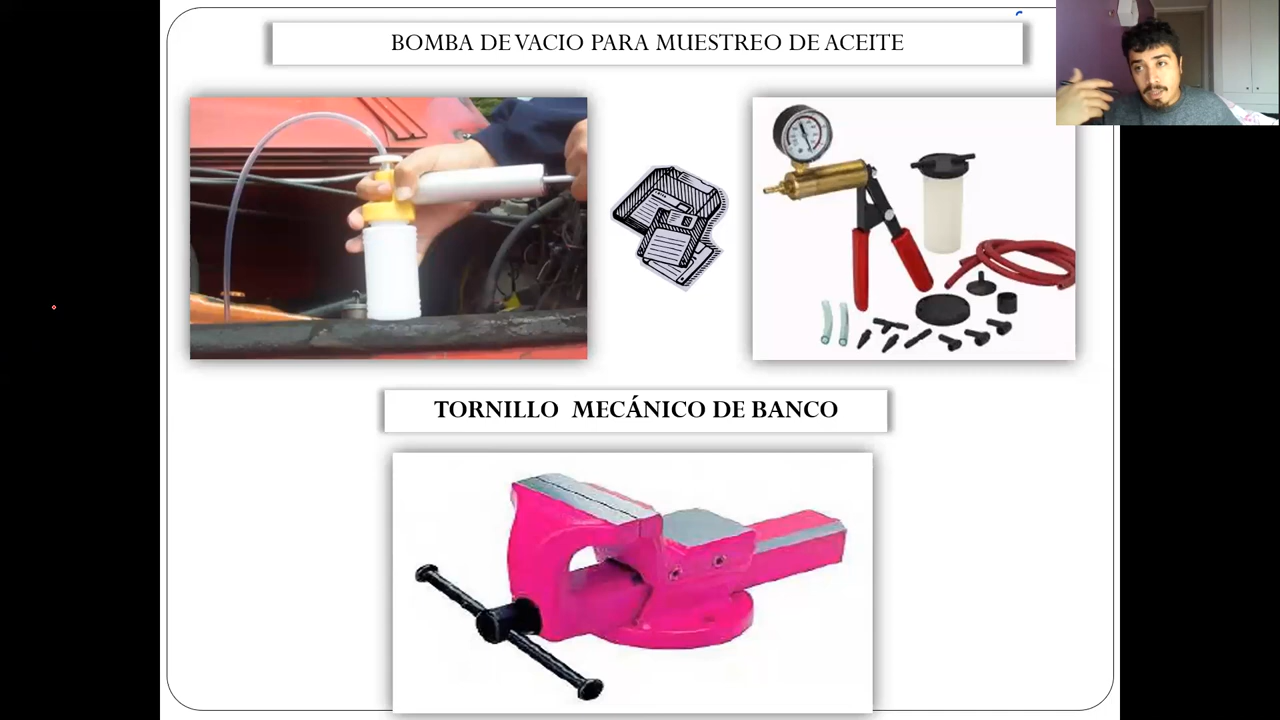 BOMBA DE VACIO PARA MUESTREO DE ACEITE
TORNILLO MECÁNICO DE BANCO